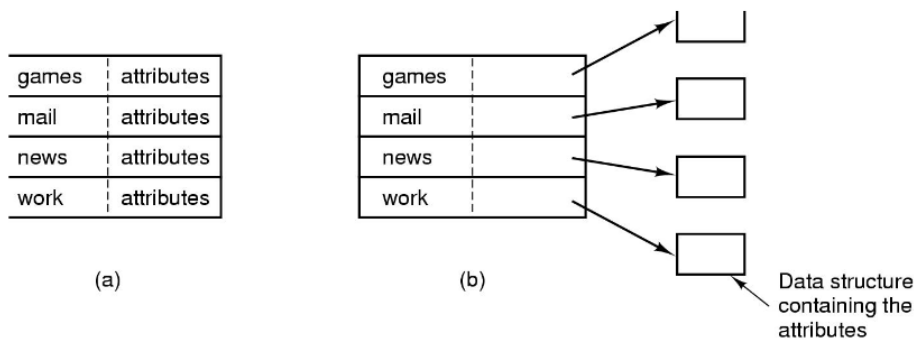 games attributes
mail attributes
news attributes
work attributes
(a)
games
mail
news
work
(b)
Data structure
containing the
attributes